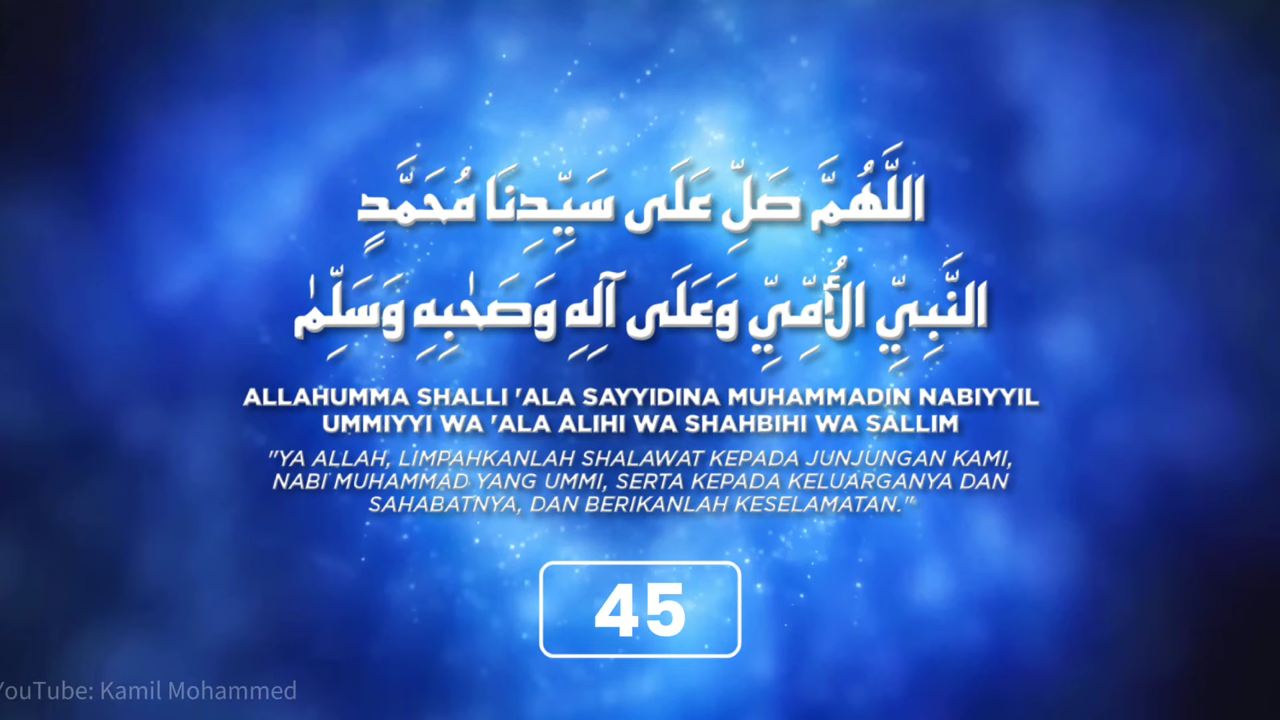 اللَّهُمَّ صَلِّ عَلَى سَيِّدِنَا مُحَمَّدٍ
النَّبِيِّ الأُمِّيِّ وَعَلَى آلِهِ وَصَحْبِهِ وَسَلِّمْ
ALLAHUMMA SHALLI 'ALA SAYYIDINA MUHAMMADIN NABIYYIL
UMMIYYI WA 'ALA ALIHI WA SHAHBIHI WA SALLIM
"YA ALLAH, LIMPAHKANLAH SHALAWAT KEPADA JUNJUNGAN KAMI,
NABI MUHAMMAD YANG UMMI, SERTA KEPADA KELUARGANYA DAN
SAHABATNYA, DAN BERIKANLAH KESELAMATAN."
45
YouTube: Kamil Mohammed